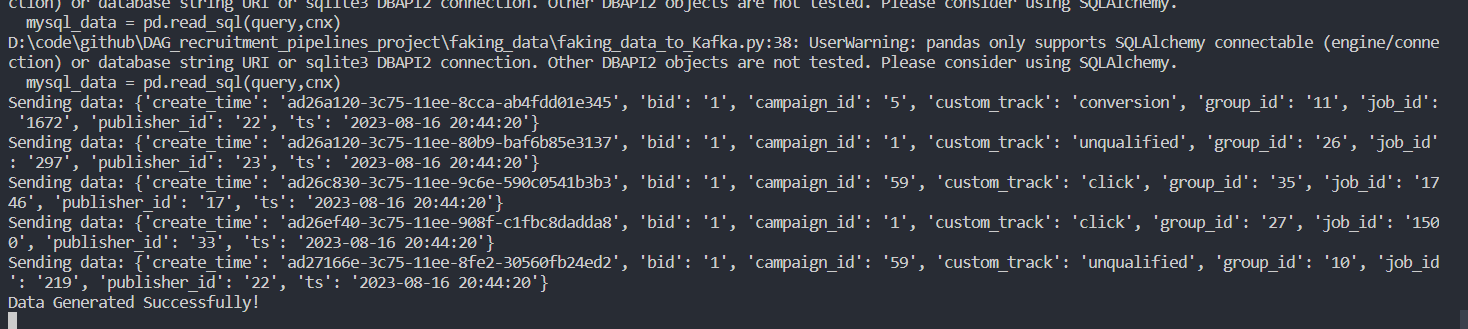 ction) or database string URI or sqlite3 DBAPI2 connection. Other DBAPI2 objects are not tested. Please consider using SQLAlchemy.
  mysql_data = pd.read_sql(query,cnx)
D:\code\github\DAG_recruitment_pipelines_project\faking_data\faking_data_to_Kafka.py:38: UserWarning: pandas only supports SQLAlchemy connectable (engine/conne
ction) or database string URI or sqlite3 DBAPI2 connection. Other DBAPI2 objects are not tested. Please consider using SQLAlchemy.
  mysql_data = pd.read_sql(query,cnx)
Sending data: {'create_time': 'ad26a120-3c75-11ee-8cca-ab4fdd01e345', 'bid': '1', 'campaign_id': '5', 'custom_track': 'conversion', 'group_id': '11', 'job_id':
 '1672', 'publisher_id': '22', 'ts': '2023-08-16 20:44:20'}
Sending data: {'create_time': 'ad26a120-3c75-11ee-80b9-baf6b85e3137', 'bid': '1', 'campaign_id': '1', 'custom_track': 'unqualified', 'group_id': '26', 'job_id'
: '297', 'publisher_id': '23', 'ts': '2023-08-16 20:44:20'}
Sending data: {'create_time': 'ad26c830-3c75-11ee-9c6e-590c0541b3b3', 'bid': '1', 'campaign_id': '59', 'custom_track': 'click', 'group_id': '35', 'job_id': '17
46', 'publisher_id': '17', 'ts': '2023-08-16 20:44:20'}
Sending data: {'create_time': 'ad26ef40-3c75-11ee-908f-c1fbc8dadda8', 'bid': '1', 'campaign_id': '1', 'custom_track': 'click', 'group_id': '27', 'job_id': '150
0', 'publisher_id': '33', 'ts': '2023-08-16 20:44:20'}
Sending data: {'create_time': 'ad27166e-3c75-11ee-8fe2-30560fb24ed2', 'bid': '1', 'campaign_id': '59', 'custom_track': 'unqualified', 'group_id': '10', 'job_id
': '219', 'publisher_id': '22', 'ts': '2023-08-16 20:44:20'}
Data Generated Successfully!